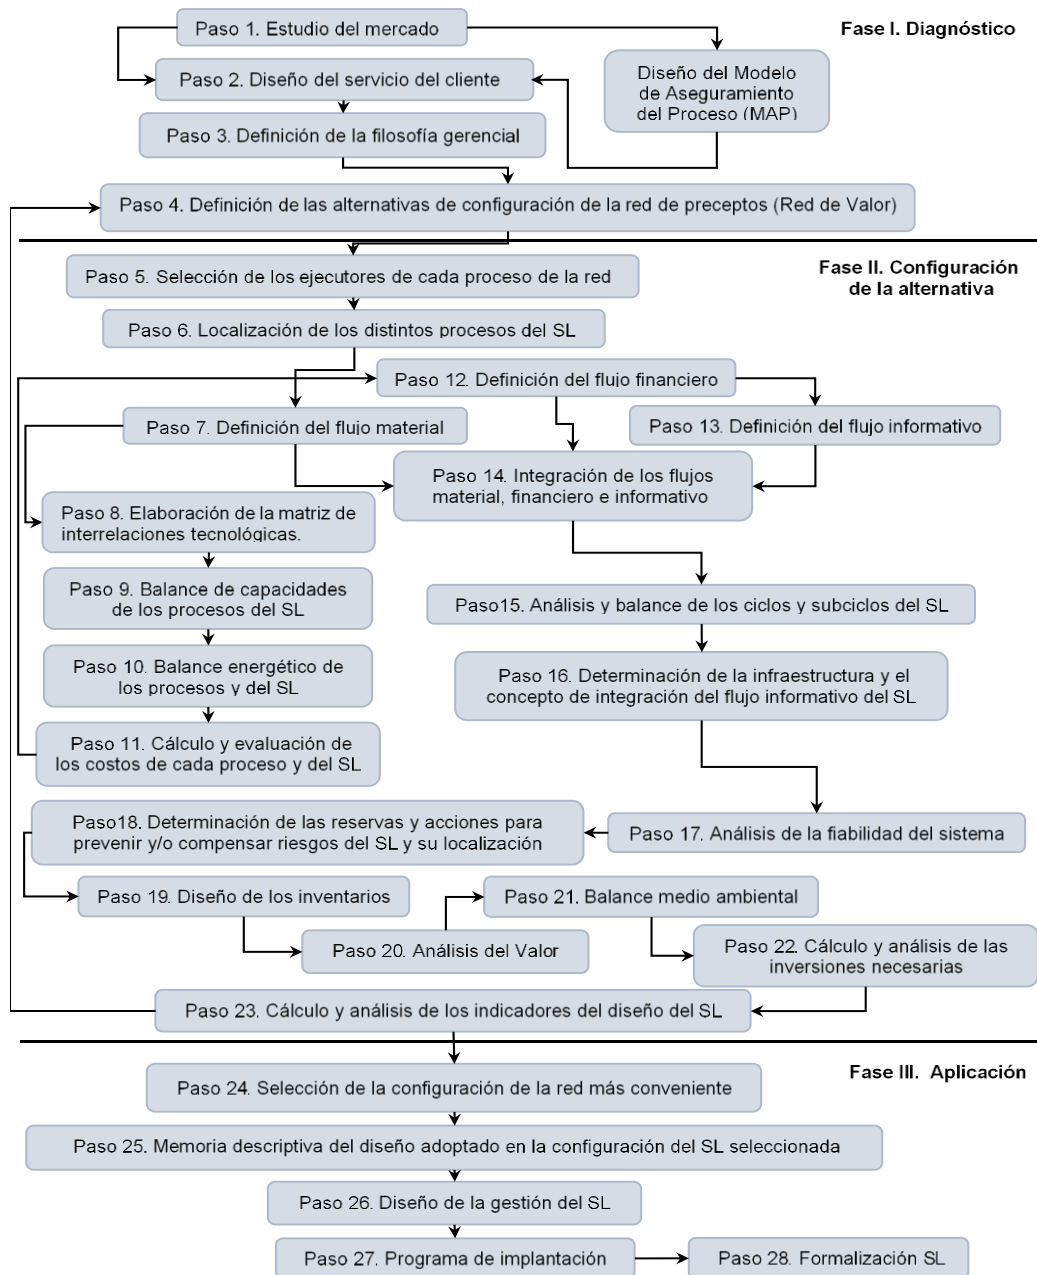 Paso 1. Estudio del mercado
Fase I. Diagnóstico
Paso 2. Diseño del servicio del cliente
Diseño del Modelo
de Aseguramiento
del Proceso (MAP)
Paso 3. Definición de la filosofía gerencial
Paso 4. Definición de las alternativas de configuración de la red de preceptos (Red de Valor)
Paso 5. Selección de los ejecutores de cada proceso de la red
Fase II. Configuración
de la alternativa
Paso 6. Localización de los distintos procesos del SL
Paso 12. Definición del flujo financiero
Paso 7. Definición del flujo material
Paso 13. Definición del flujo informativo
Paso 14. Integración de los flujos
material, financiero e informativo
Paso 8. Elaboración de la matriz de
interrelaciones tecnológicas.
Paso 9. Balance de capacidades
de los procesos del SL
Paso15. Análisis y balance de los ciclos y subciclos del SL
Paso 10. Balance energético de
los procesos y del SL
Paso 16. Determinación de la infraestructura y el
concepto de integración del flujo informativo del SL
Paso 11. Cálculo y evaluación de
los costos de cada proceso y del SL
Paso18. Determinación de las reservas y acciones para
prevenir y/o compensar riesgos del SL y su localización
Paso 17. Análisis de la fiabilidad del sistema
Paso 19. Diseño de los inventarios
Paso 21. Balance medio ambiental
Paso 20. Análisis del Valor
Paso 22. Cálculo y análisis de las
inversiones necesarias
Paso 23. Cálculo y análisis de los indicadores del diseño del SL
Fase III. Aplicación
Paso 24. Selección de la configuración de la red más conveniente
Paso 25. Memoria descriptiva del diseño adoptado en la configuración del SL seleccionada
Paso 26. Diseño de la gestión del SL
Paso 27. Programa de implantación
Paso 28. Formalización SL